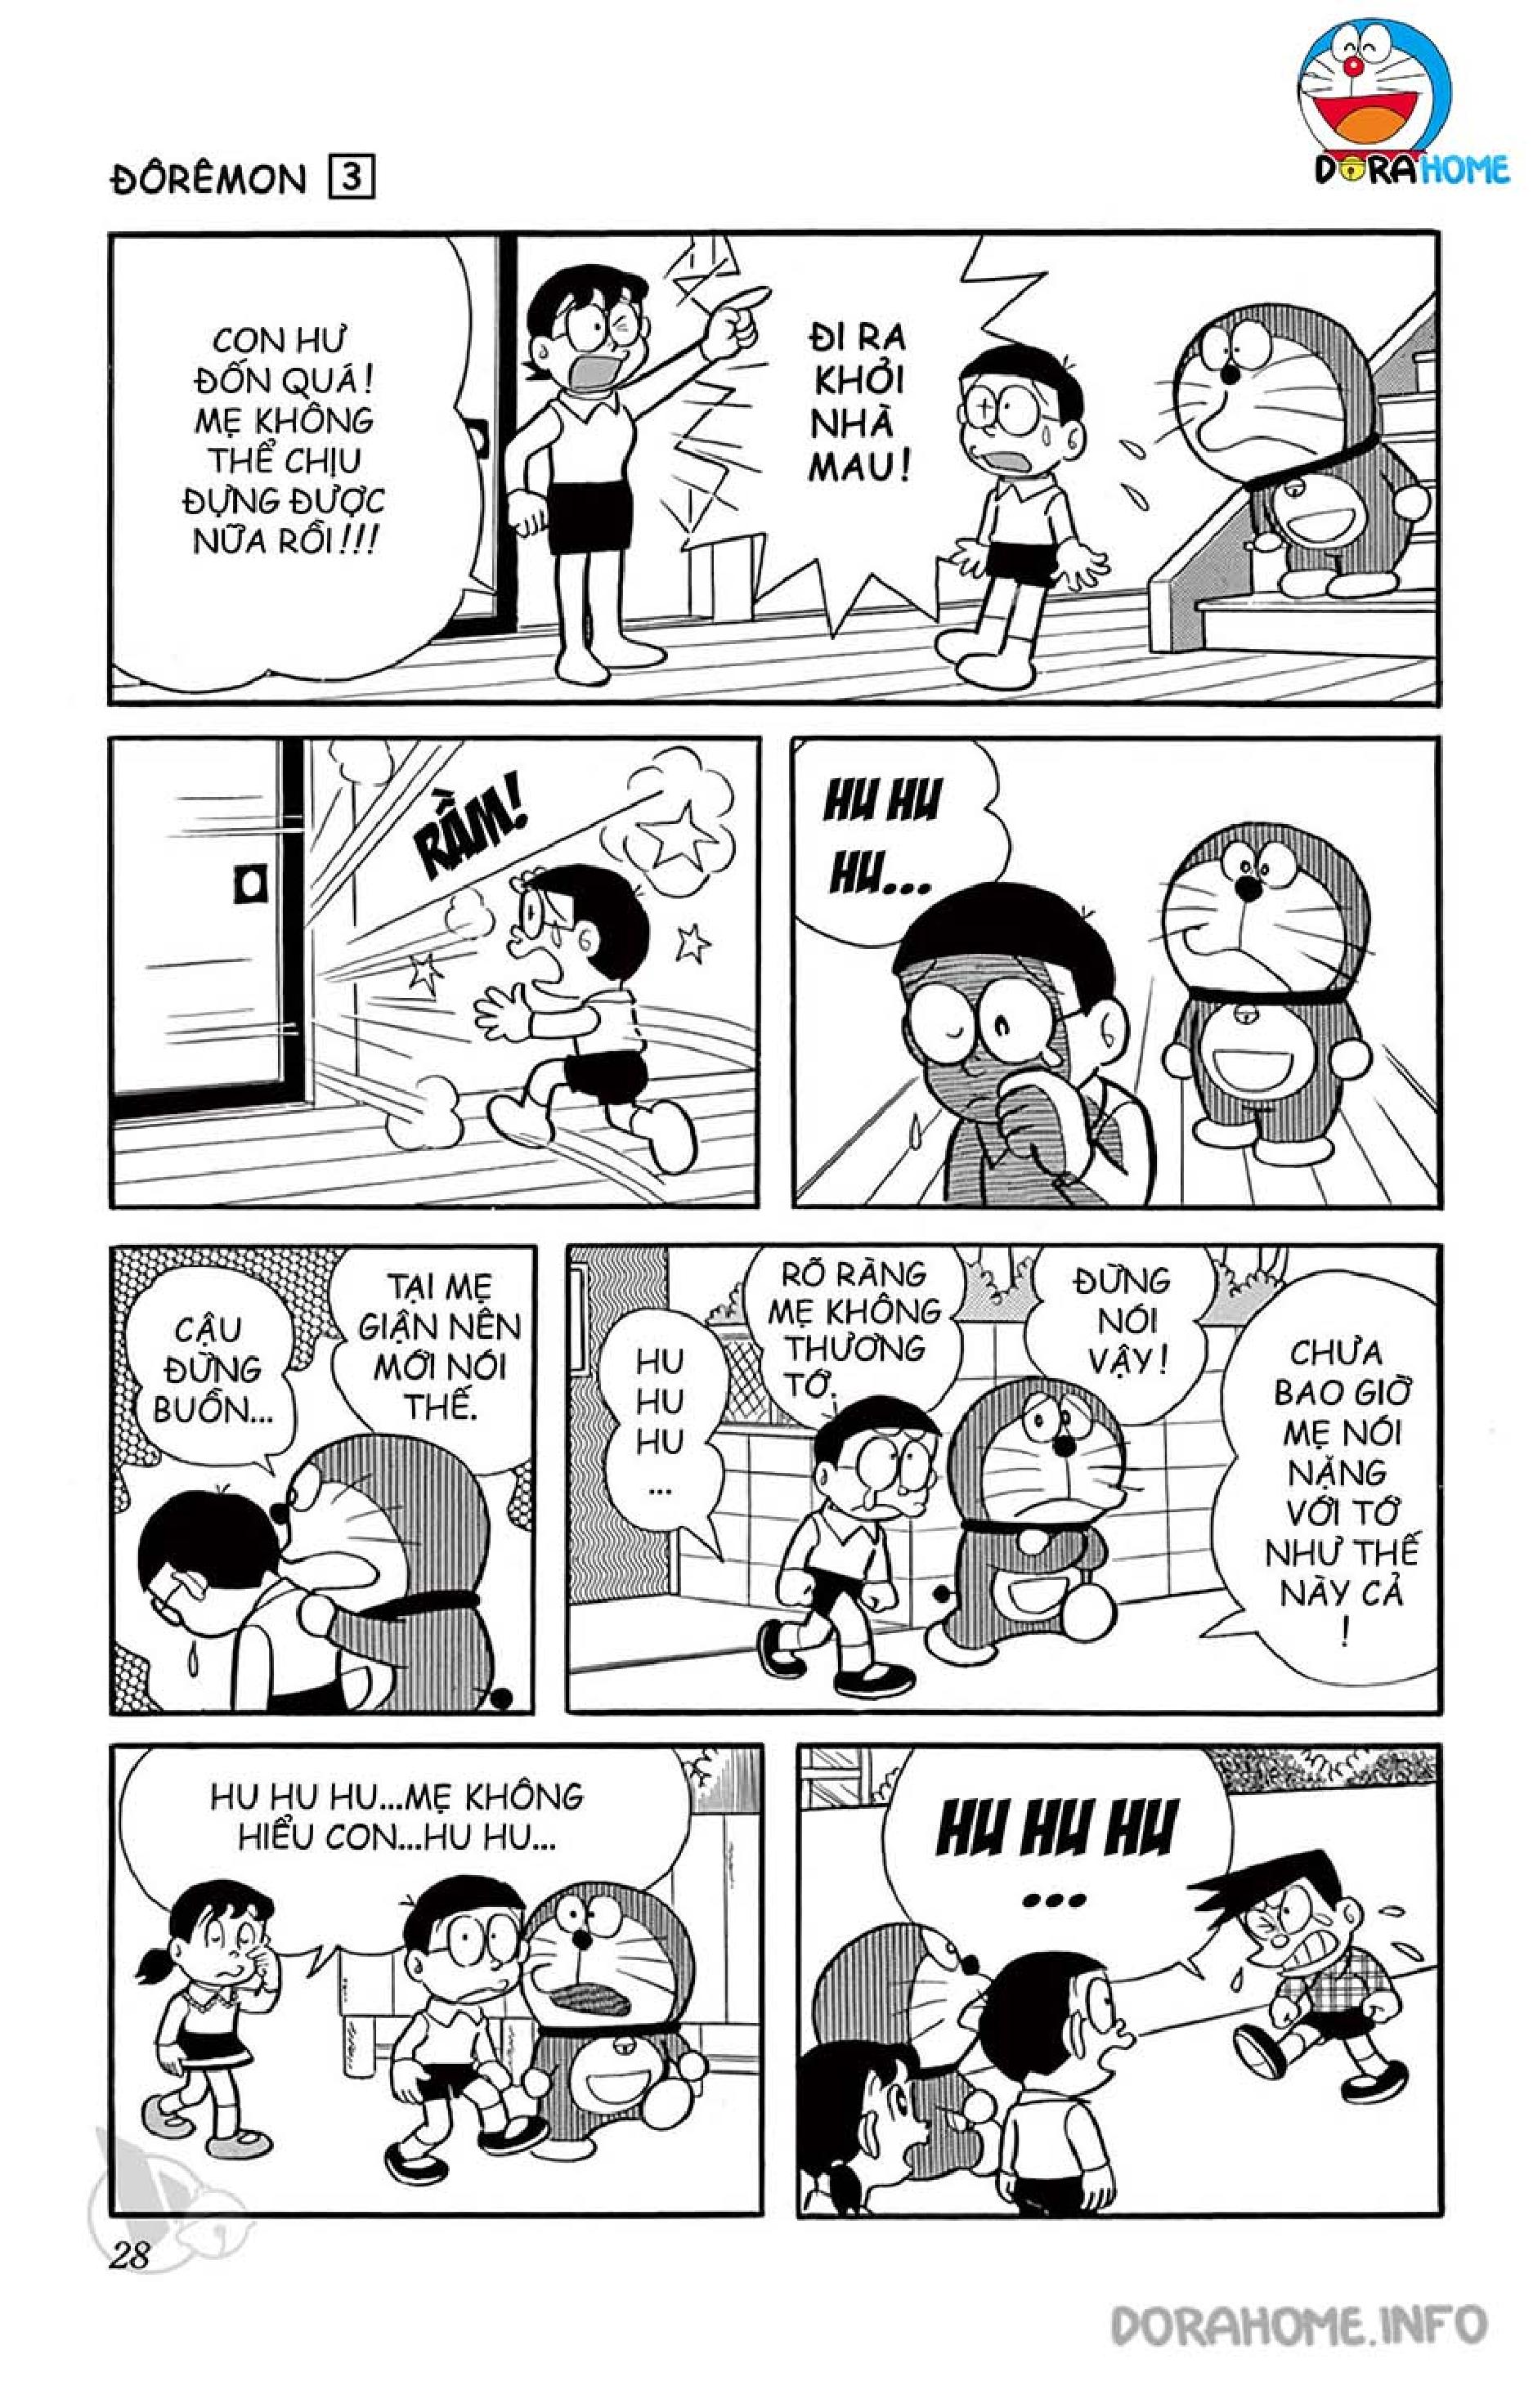 DORAHOME
ĐÔRÊMON 3
CON HƯ
ĐỐN QUÁ!
MẸ KHÔNG
THỂ CHỊU
ĐỰNG ĐƯỢC
NỮA RỒI!!!
ĐI RA
KHỎI
NHÀ
MAU!
RẦM!
HU HU
HU...
CẬU
ĐỪNG
BUỒN...
TẠI MẸ
GIẬN NÊN
MỚI NÓI
THẾ.
HU
HU
HU
...
RÕ RÀNG
MẸ KHÔNG
THƯƠNG
TỚ.
ĐỪNG
NÓI
VẬY!
CHƯA
BAO GIỜ
MẸ NÓI
NẶNG
VỚI TỚ
NHƯ THẾ
NÀY CẢ
!
HU HU HU...MẸ KHÔNG
HIỂU CON...HU HU...
HU HU HU
...
28
DORAHOME.INFO